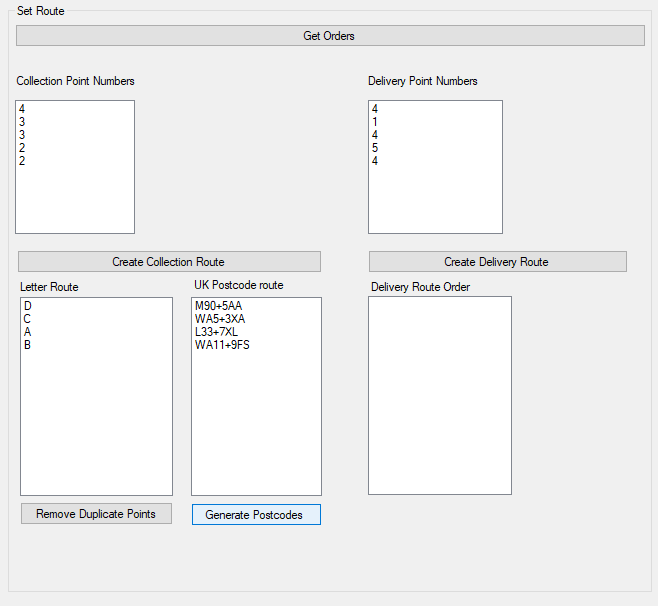 Set Route
Get Orders
Collection Point Numbers
4
3
3
2
2
Delivery Point Numbers
4
1
4
5
4
Create Collection Route
Create Delivery Route
Letter Route
D
C
A
B
UK Postcode route
M90+5AA
WA5+3XA
L33+7XL
WA11+9FS
Delivery Route Order
Remove Duplicate Points
Generate Postcodes